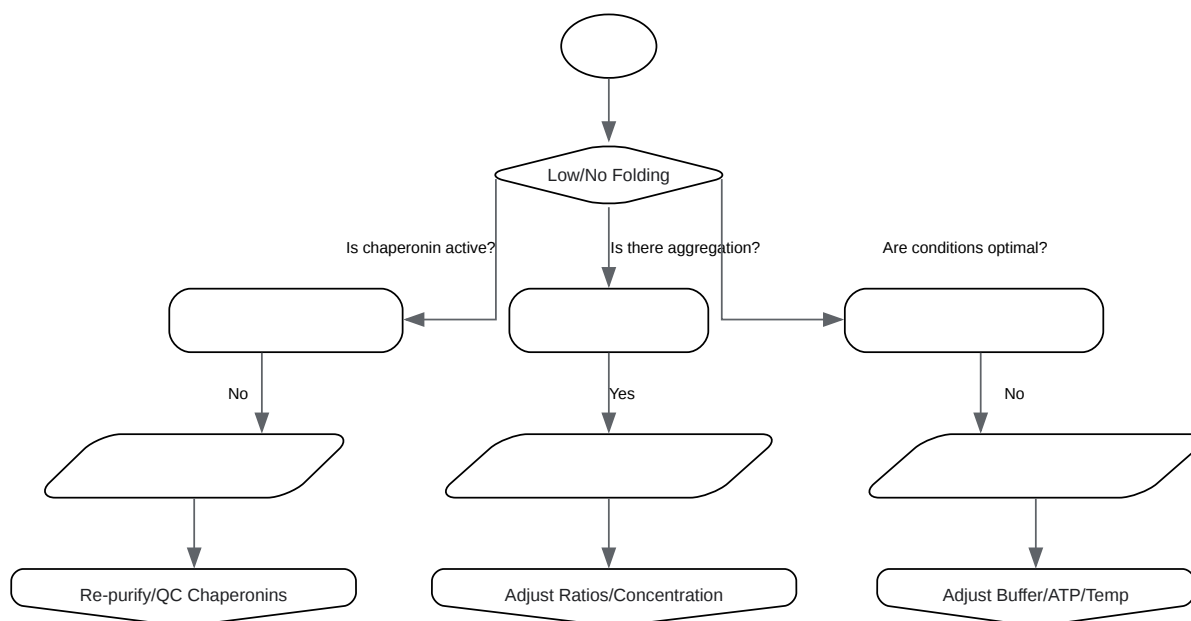 Low/No Folding
Is chaperonin active?
Is there aggregation?
Are conditions optimal?
No
Yes
No
Re-purify/QC Chaperonins
Adjust Ratios/Concentration
Adjust Buffer/ATP/Temp